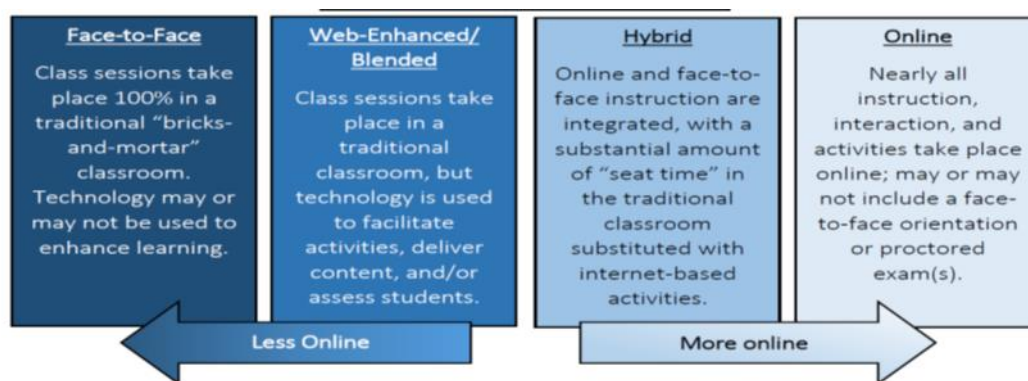 Face-to-Face
Class sessions take
place 100% in a
traditional “bricks-
and-mortar”
classroom.
Technology may or
may not be used to
enhance learning.
Web-Enhanced/
Blended
Class sessions take
place in a
traditional
classroom, but
technology is used
to facilitate
activities, deliver
content, and/or
assess students.
Hybrid
Online and face-to-
face instruction are
integrated, with a
substantial amount
of “seat time” in
the traditional
classroom
substituted with
internet-based
activities.
Online
Nearly all
instruction,
interaction, and
activities take place
online; may or may
not include a face-
to-face orientation
or proctored
exam(s).
Less Online
More online